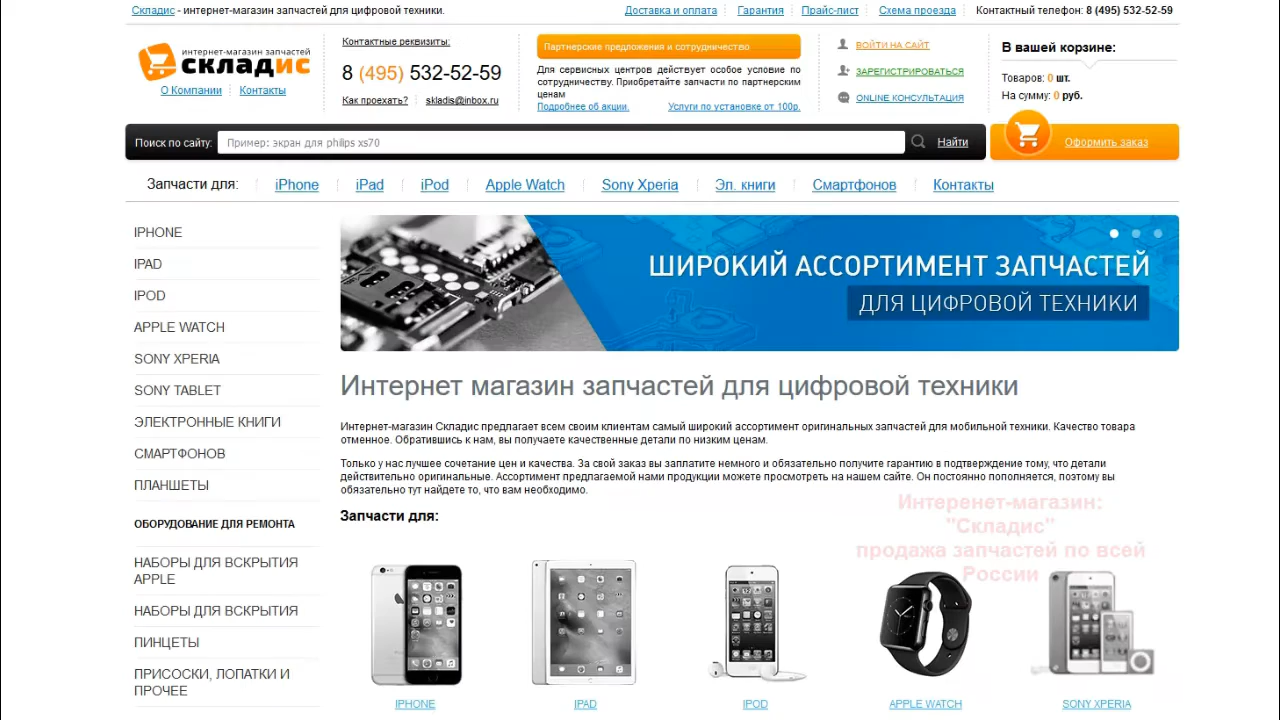 Складис - интернет-магазин запчастей для цифровой техники.
Доставка и оплата
Гарантия
Прайс-лист
Схема проезда
Контактный телефон: 8 (495) 532-52-59
интернет-магазин запчастей
складис
О Компании
Контакты
Контактные реквизиты:
8 (495) 532-52-59
Как проехать?
skladis@inbox.ru
Партнерские предложения и сотрудничество
Для сервисных центров действует особое условие по
сотрудничеству. Приобретайте запчасти по партнерским
ценам
Подробнее об акции.
Услуги по установке от 100р.
ВОЙТИ НА САЙТ
ЗАРЕГИСТРИРОВАТЬСЯ
ONLINE КОНСУЛЬТАЦИЯ
В вашей корзине:
Товаров: 0 шт.
На сумму: 0 руб.
Поиск по сайту:
Пример: экран для philips xs70
Найти
Оформить заказ
Запчасти для:
iPhone
iPad
iPod
Apple Watch
Sony Xperia
Эл. книги
Смартфонов
Контакты
IPHONE
IPAD
IPOD
APPLE WATCH
SONY XPERIA
SONY TABLET
ЭЛЕКТРОННЫЕ КНИГИ
СМАРТФОНОВ
ПЛАНШЕТЫ
ОБОРУДОВАНИЕ ДЛЯ РЕМОНТА
НАБОРЫ ДЛЯ ВСКРЫТИЯ
APPLE
НАБОРЫ ДЛЯ ВСКРЫТИЯ
ПИНЦЕТЫ
ПРИСОСКИ, ЛОПАТКИ И
ПРОЧЕЕ
ШИРОКИЙ АССОРТИМЕНТ ЗАПЧАСТЕЙ
ДЛЯ ЦИФРОВОЙ ТЕХНИКИ
Интернет магазин запчастей для цифровой техники
Интернет-магазин Складис предлагает всем своим клиентам самый широкий ассортимент оригинальных запчастей для мобильной техники. Качество товара
отменное. Обратившись к нам, вы получаете качественные детали по низким ценам.
Только у нас лучшее сочетание цен и качества. За свой заказ вы заплатите немного и обязательно получите гарантию в подтверждение тому, что детали
действительно оригинальные. Ассортимент предлагаемой нами продукции можете просмотреть на нашем сайте. Он постоянно пополняется, поэтому вы
обязательно тут найдете то, что вам необходимо.
Интеренет-магазин:
"Складис"
продажа запчастей по всей
России
Запчасти для:
IPHONE
IPAD
IPOD
APPLE WATCH
SONY XPERIA